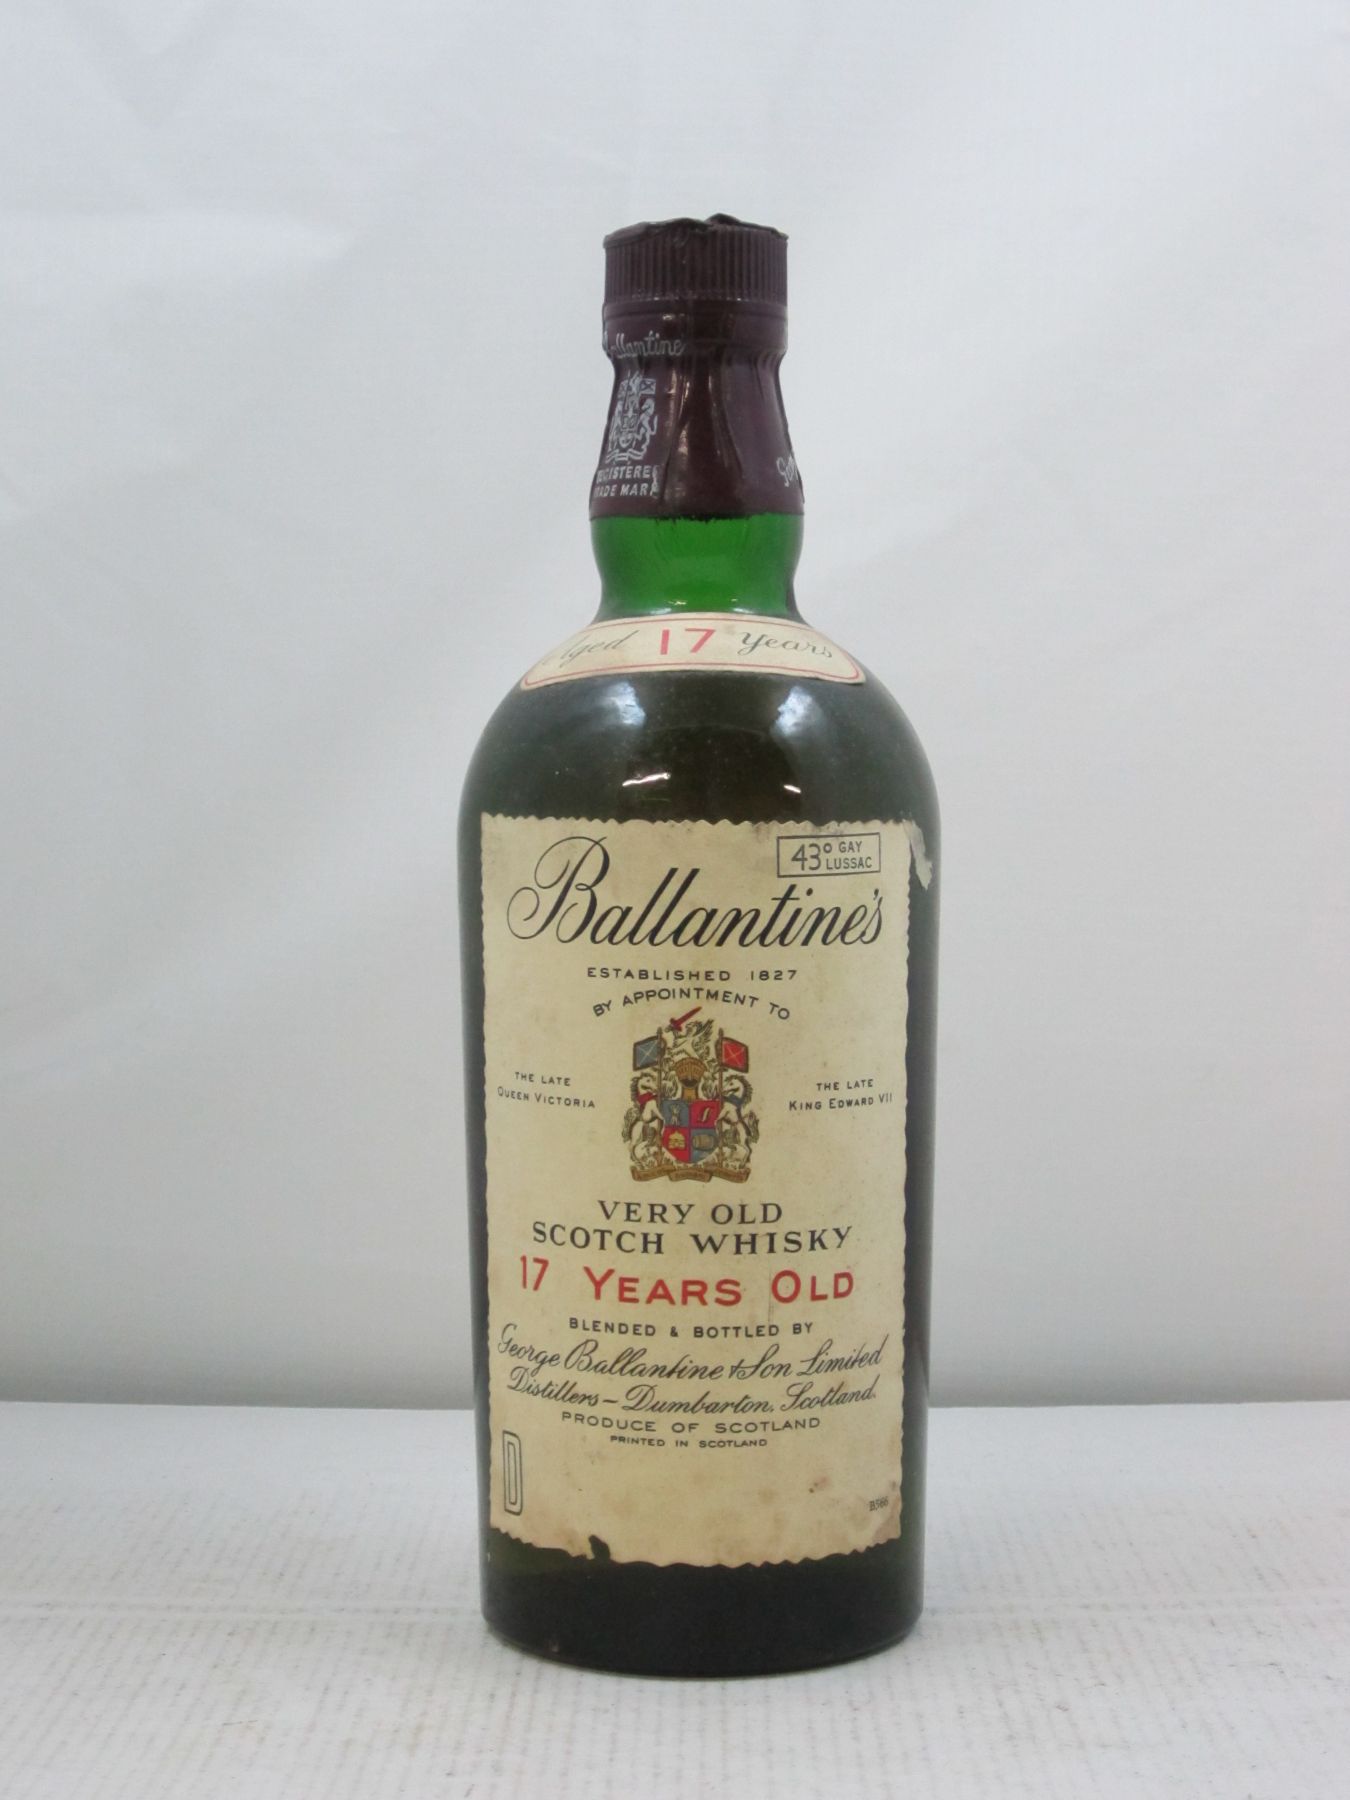 Ballantine
REGISTERED
TRADE MARK
Aged 17 Years
43° GAY
LUSSAC
Ballantine's
ESTABLISHED 1827
BY APPOINTMENT TO
THE LATE
QUEEN VICTORIA
THE LATE
KING EDWARD VII
VERY OLD
SCOTCH WHISKY
17 YEARS OLD
BLENDED & BOTTLED BY
George Ballantine & Son Limited
Distillers – Dumbarton, Scotland.
PRODUCE OF SCOTLAND
PRINTED IN SCOTLAND
D
B566